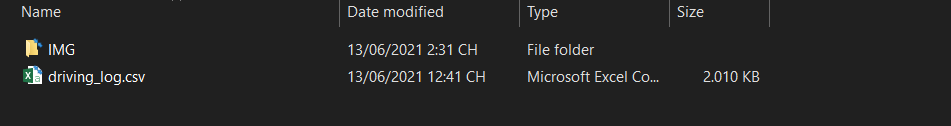 Name Date modified Type Size
IMG 13/06/2021 2:31 CH File folder
driving_log.csv 13/06/2021 12:41 CH Microsoft Excel Co... 2.010 KB